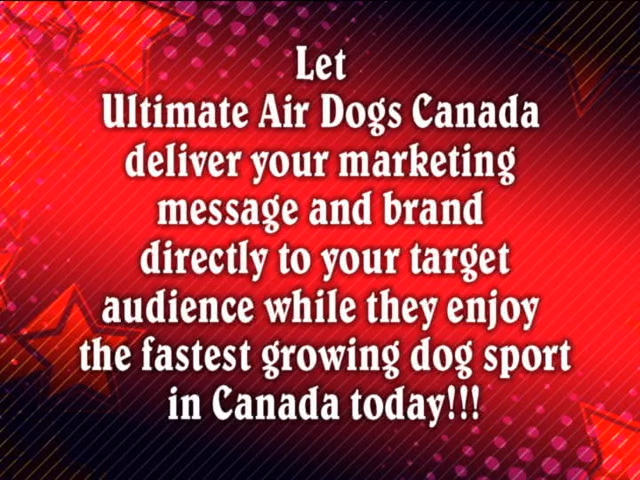 Let
Ultimate Air Dogs Canada
deliver your marketing
message and brand
directly to your target
audience while they enjoy
the fastest growing dog sport
in Canada today!!!